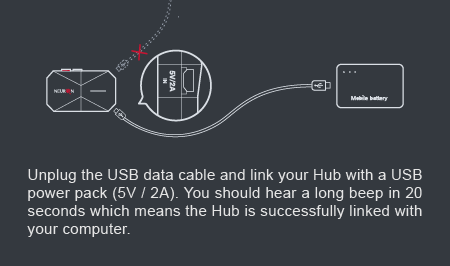 NEURON
5V/2A
IN
Mobile battery
Unplug the USB data cable and link your Hub with a USB
power pack (5V / 2A). You should hear a long beep in 20
seconds which means the Hub is successfully linked with
your computer.